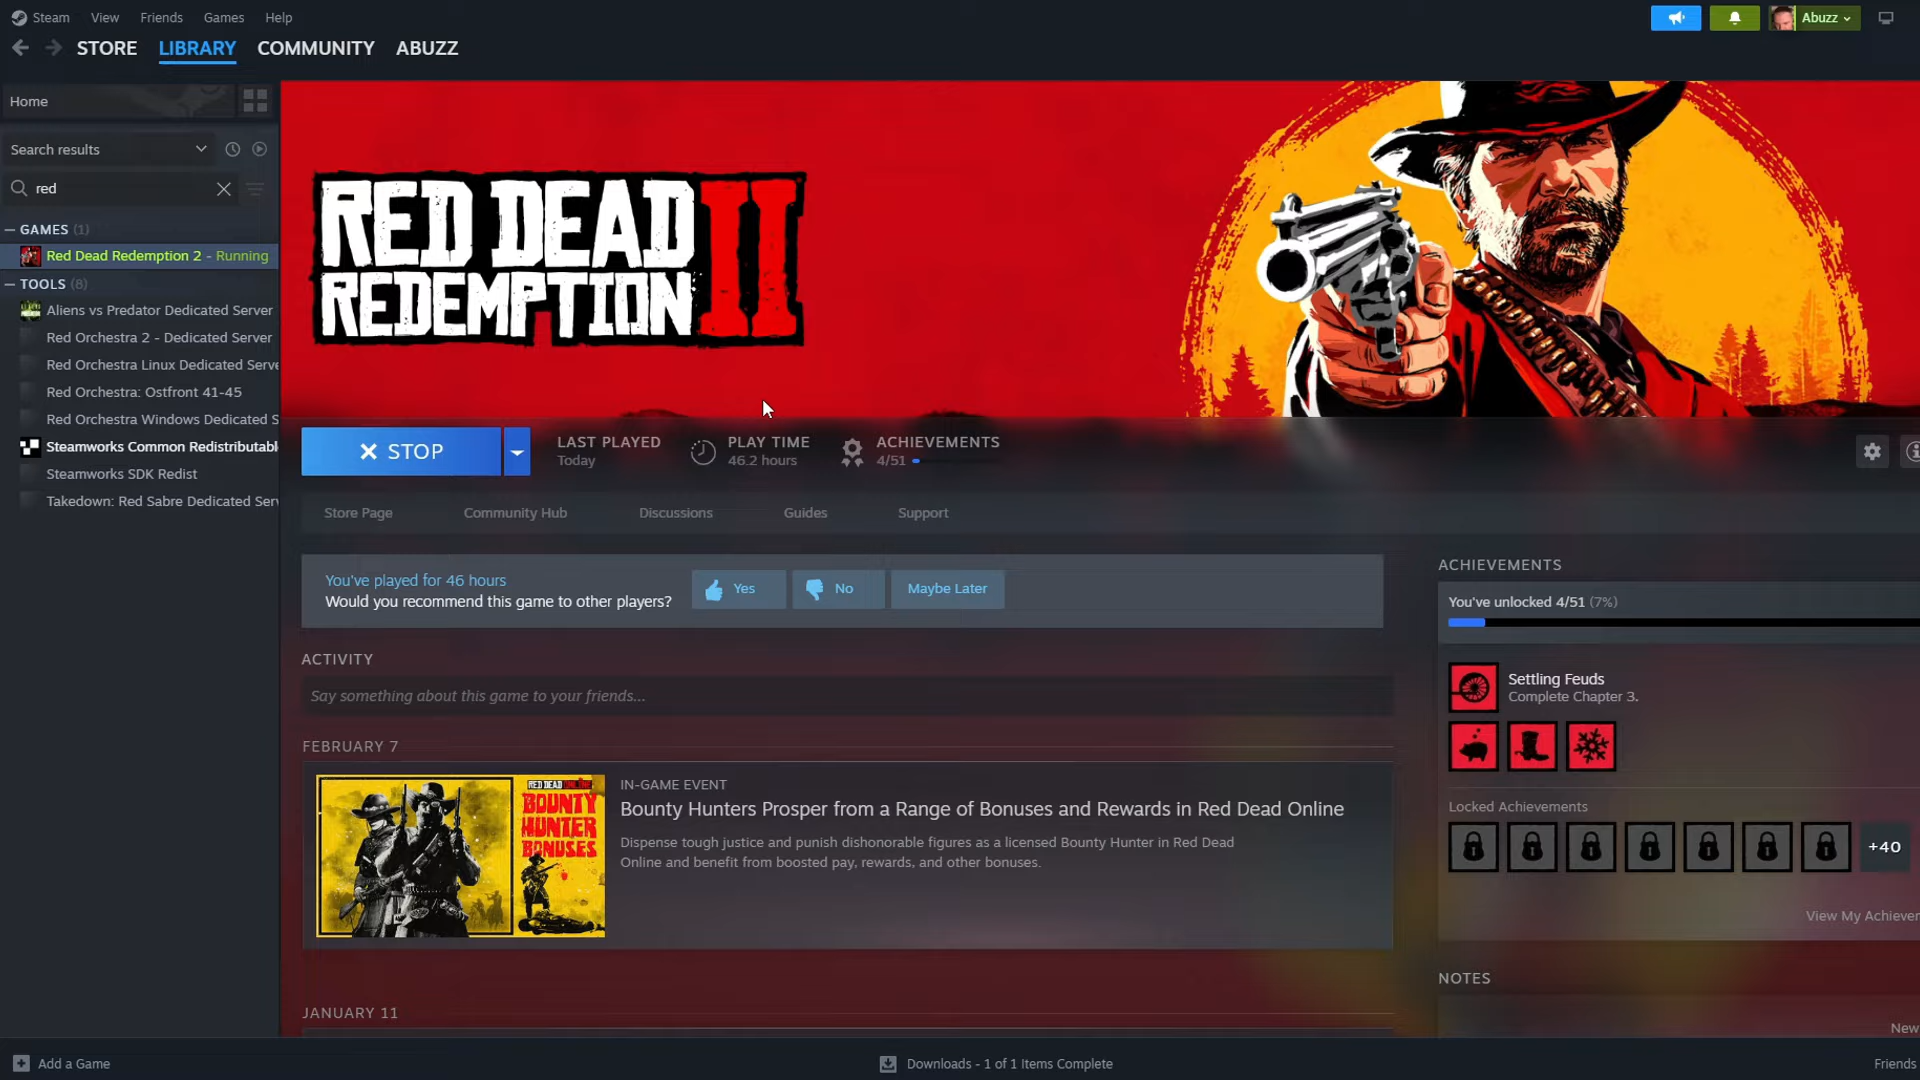 Steam View Friends Games Help
Abuzz
STORE LIBRARY COMMUNITY ABUZZ
Home
Search results
red
GAMES (1)
Red Dead Redemption 2 - Running
TOOLS (8)
Aliens vs Predator Dedicated Server
Red Orchestra 2 - Dedicated Server
Red Orchestra Linux Dedicated Serve
Red Orchestra: Ostfront 41-45
Red Orchestra Windows Dedicated S
Steamworks Common Redistributabl
Steamworks SDK Redist
Takedown: Red Sabre Dedicated Serv
RED DEAD
REDEMPTION II
STOP
LAST PLAYED
Today
PLAY TIME
46.2 hours
ACHIEVEMENTS
4/51
Store Page Community Hub Discussions Guides Support
You've played for 46 hours
Would you recommend this game to other players?
Yes No Maybe Later
ACTIVITY
Say something about this game to your friends...
FEBRUARY 7
RED DEAD ONLINE
BOUNTY
HUNTER
BONUSES
IN-GAME EVENT
Bounty Hunters Prosper from a Range of Bonuses and Rewards in Red Dead Online
Dispense tough justice and punish dishonorable figures as a licensed Bounty Hunter in Red Dead
Online and benefit from boosted pay, rewards, and other bonuses.
JANUARY 11
ACHIEVEMENTS
You've unlocked 4/51 (7%)
Settling Feuds
Complete Chapter 3.
Locked Achievements
+40
View My Achiever
NOTES
New
Add a Game
Downloads - 1 of 1 Items Complete
Friends